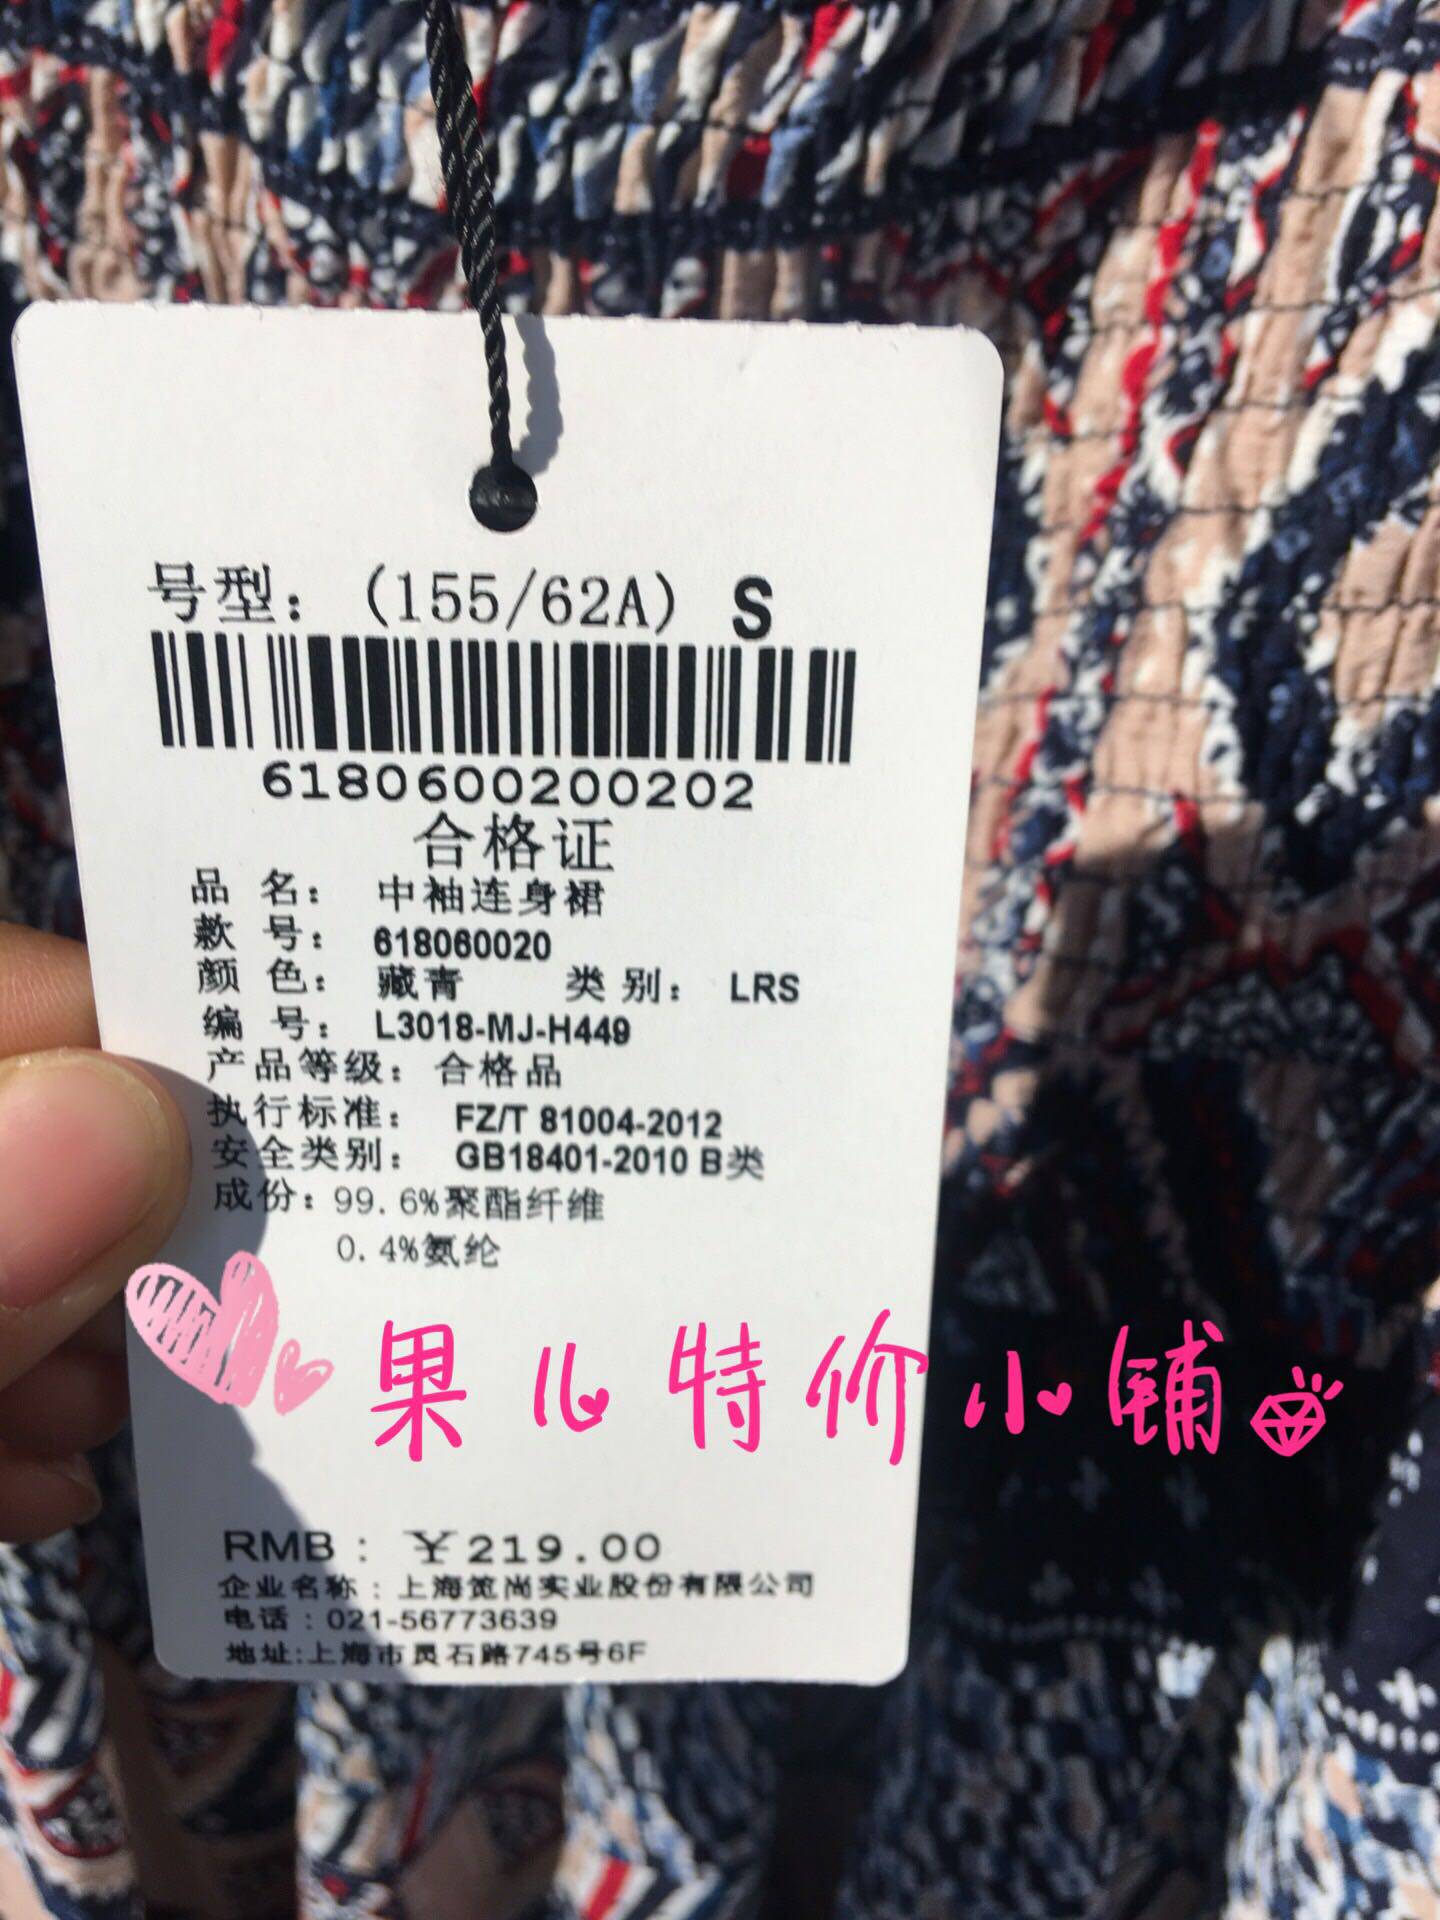 号型：(155/62A) S
6180600200202
合格证
品 名： 中袖连身裙
款 号： 618060020
颜 色： 藏青 类 别： LRS
编 号： L3018-MJ-H449
产品等级： 合格品
执行标准： FZ/T 81004-2012
安全类别： GB18401-2010 B类
成份：99.6%聚酯纤维
0.4%氨纶
果儿特价小铺
RMB： ￥219.00
企业名称：上海笕尚实业股份有限公司
电话：021-56773639
地址:上海市灵石路745号6F